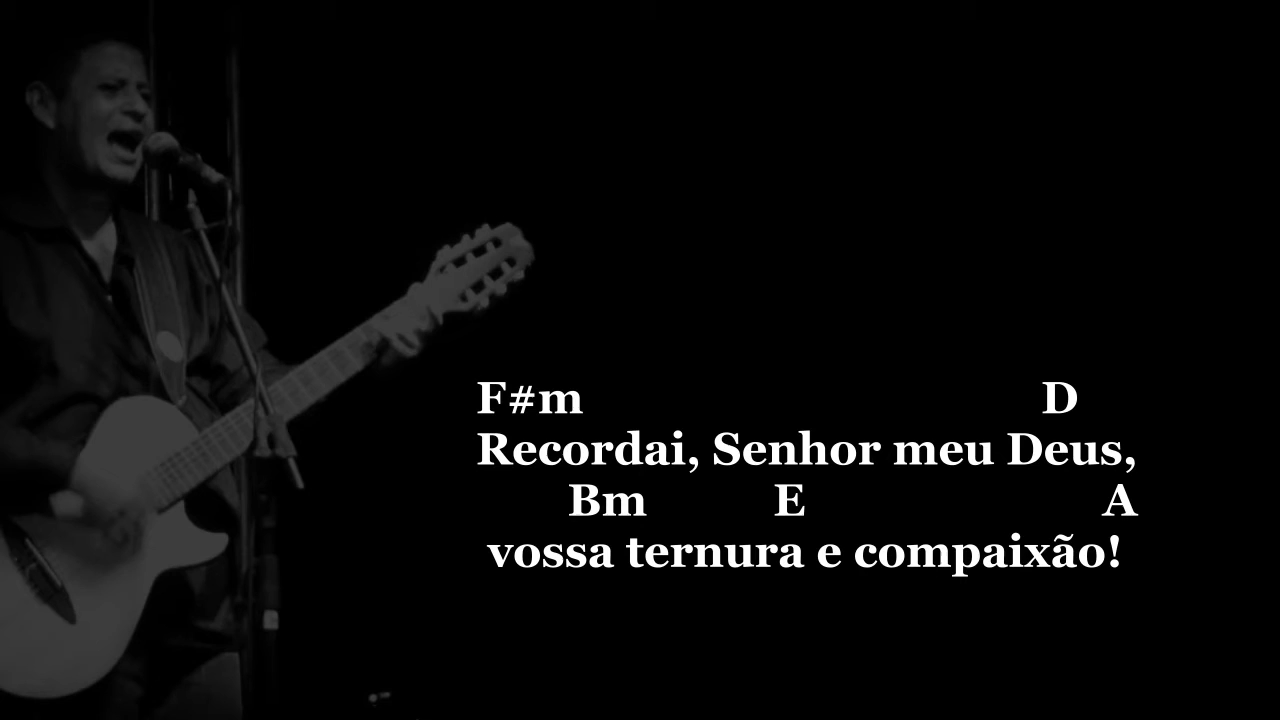 F#m D
Recordai, Senhor meu Deus,
Bm E A
vossa ternura e compaixão!